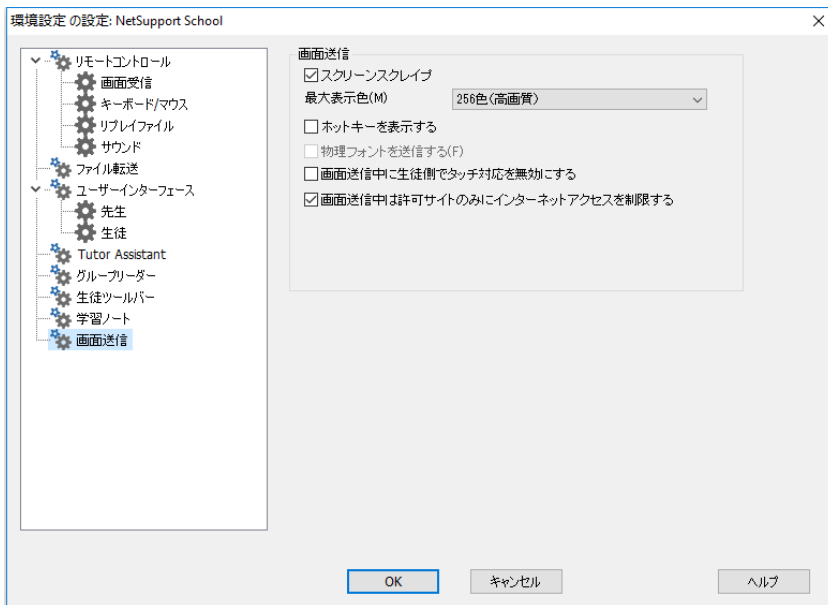 環境設定 の設定: NetSupport School
リモートコントロール
画面受信
キーボード/マウス
リプレイファイル
サウンド
ファイル転送
ユーザーインターフェース
先生
生徒
Tutor Assistant
グループリーダー
生徒ツールバー
学習ノート
画面送信
画面送信
スクリーンスクレイプ
最大表示色(M)
256色(高画質)
ホットキーを表示する
物理フォントを送信する(F)
画面送信中に生徒側でタッチ対応を無効にする
画面送信中は許可サイトのみにインターネットアクセスを制限する
OK
キャンセル
ヘルプ